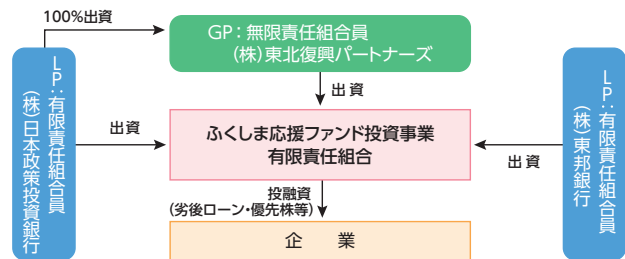 100%出資
GP：無限責任組合員
(株)東北復興パートナーズ
LP：有限責任組合員
(株)日本政策投資銀行
出資
出資
ふくしま応援ファンド投資事業
有限責任組合
出資
LP：有限責任組合員
(株)東邦銀行
投融資
(劣後ローン・優先株等)
企業